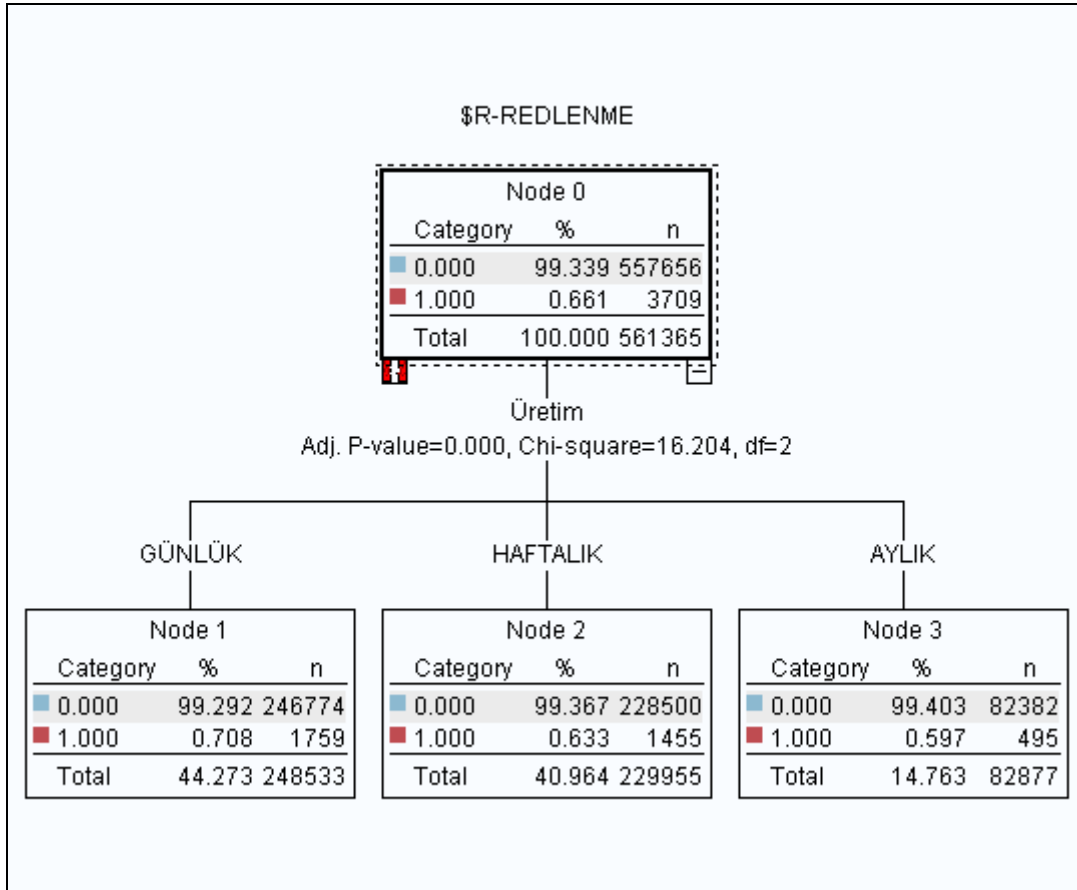 $R-REDLENME
Node 0
Category % n
0.000 99.339 557656
1.000 0.661 3709
Total 100.000 561365
Üretim
Adj. P-value=0.000, Chi-square=16.204, df=2
GÜNLÜK
HAFTALIK
AYLIK
Node 1
Category % n
0.000 99.292 246774
1.000 0.708 1759
Total 44.273 248533
Node 2
Category % n
0.000 99.367 228500
1.000 0.633 1455
Total 40.964 229955
Node 3
Category % n
0.000 99.403 82382
1.000 0.597 495
Total 14.763 82877